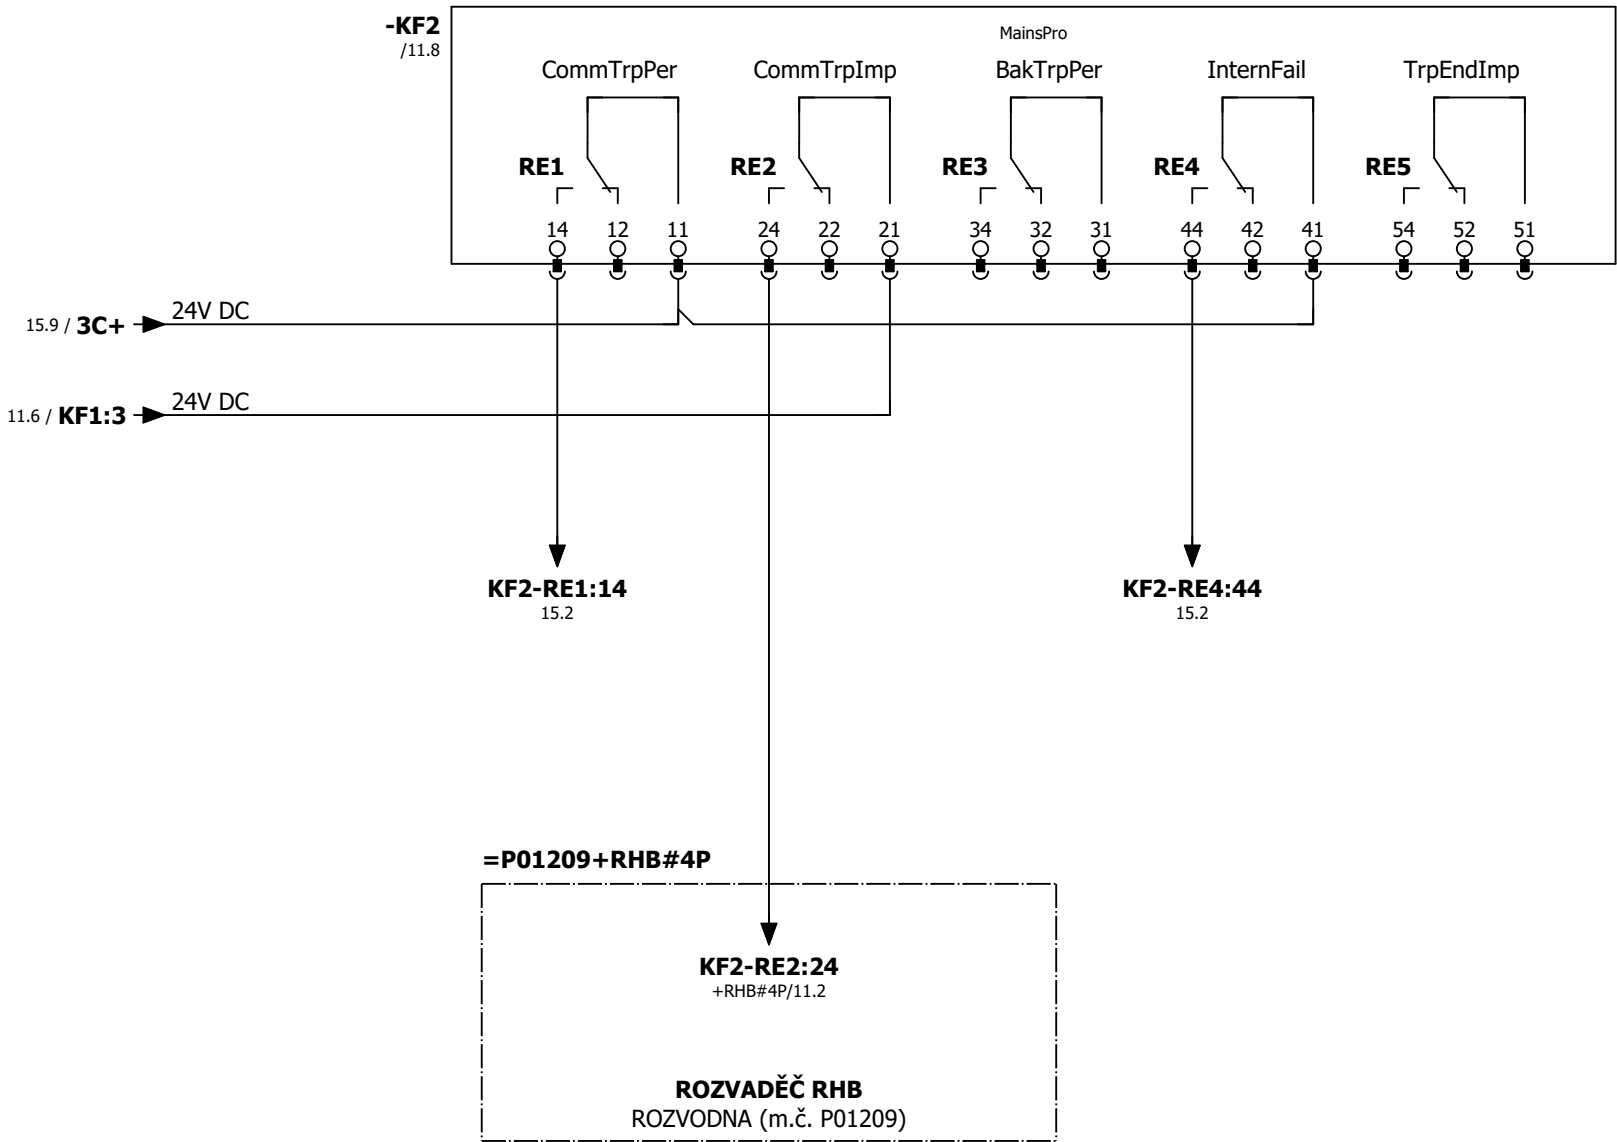 -KF2
/11.8
MainsPro
CommTrpPer CommTrpImp BakTrpPer InternFail TrpEndImp
RE1 RE2 RE3 RE4 RE5
14 12 11 24 22 21 34 32 31 44 42 41 54 52 51
15.9 / 3C+ 24V DC
11.6 / KF1:3 24V DC
KF2-RE1:14 KF2-RE4:44
15.2 15.2
=P01209+RHB#4P
KF2-RE2:24
+RHB#4P/11.2
ROZVADĚČ RHB
ROZVODNA (m.č. P01209)